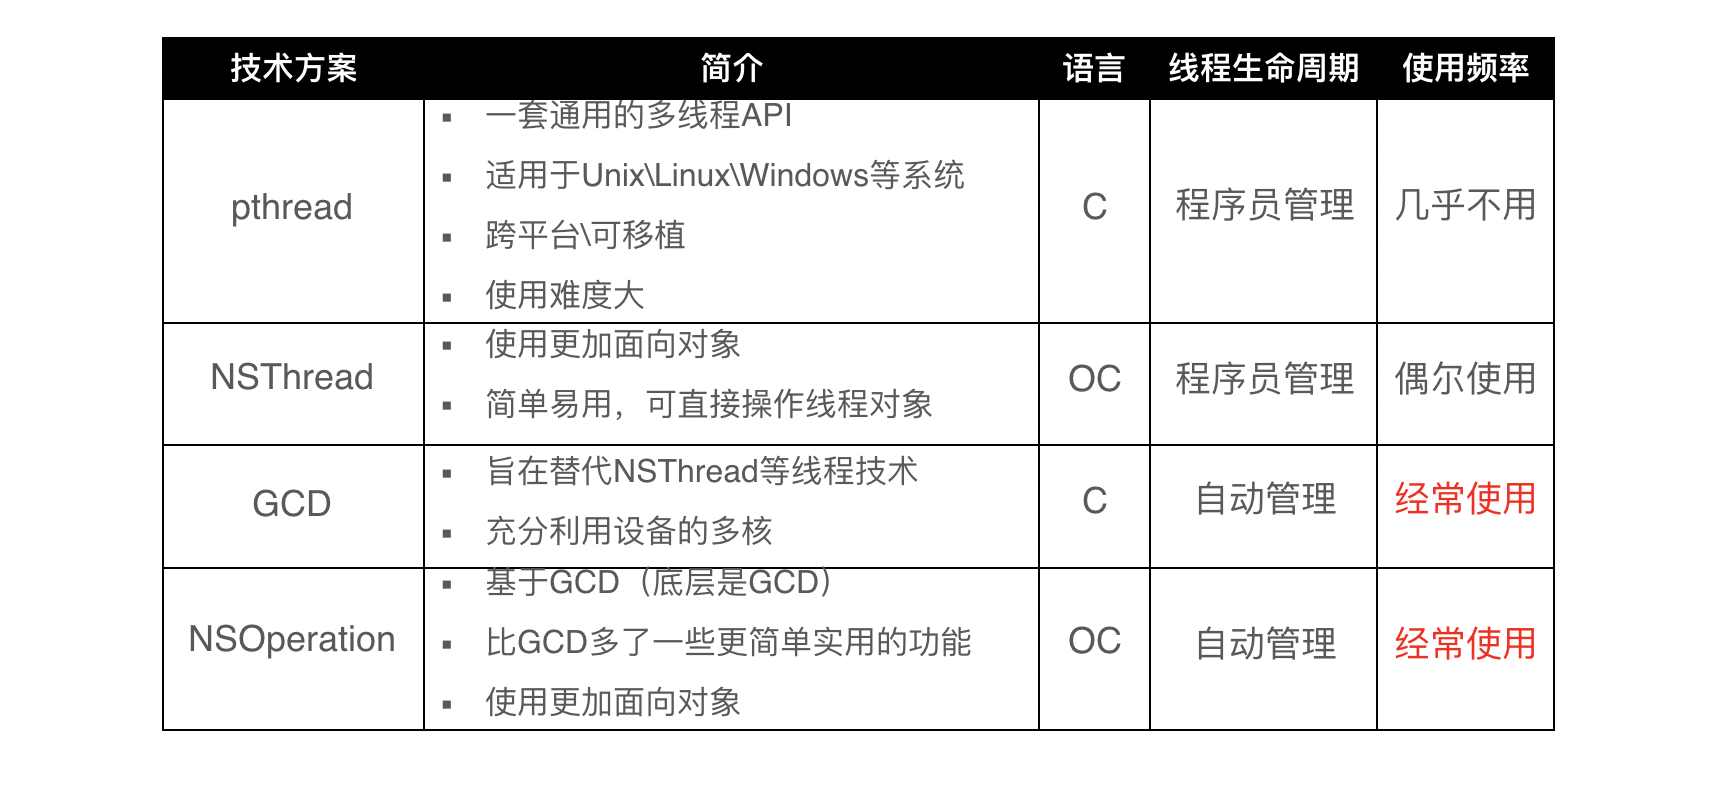 技术方案 简介 语言 线程生命周期 使用频率
▪ 一套通用的多线程API
▪ 适用于Unix\Linux\Windows等系统
pthread C 程序员管理 几乎不用
▪ 跨平台\可移植
▪ 使用难度大
▪ 使用更加面向对象
NSThread OC 程序员管理 偶尔使用
▪ 简单易用，可直接操作线程对象
▪ 旨在替代NSThread等线程技术
GCD C 自动管理 经常使用
▪ 充分利用设备的多核
▪ 基于GCD（底层是GCD）
NSOperation ▪ 比GCD多了一些更简单实用的功能 OC 自动管理 经常使用
▪ 使用更加面向对象